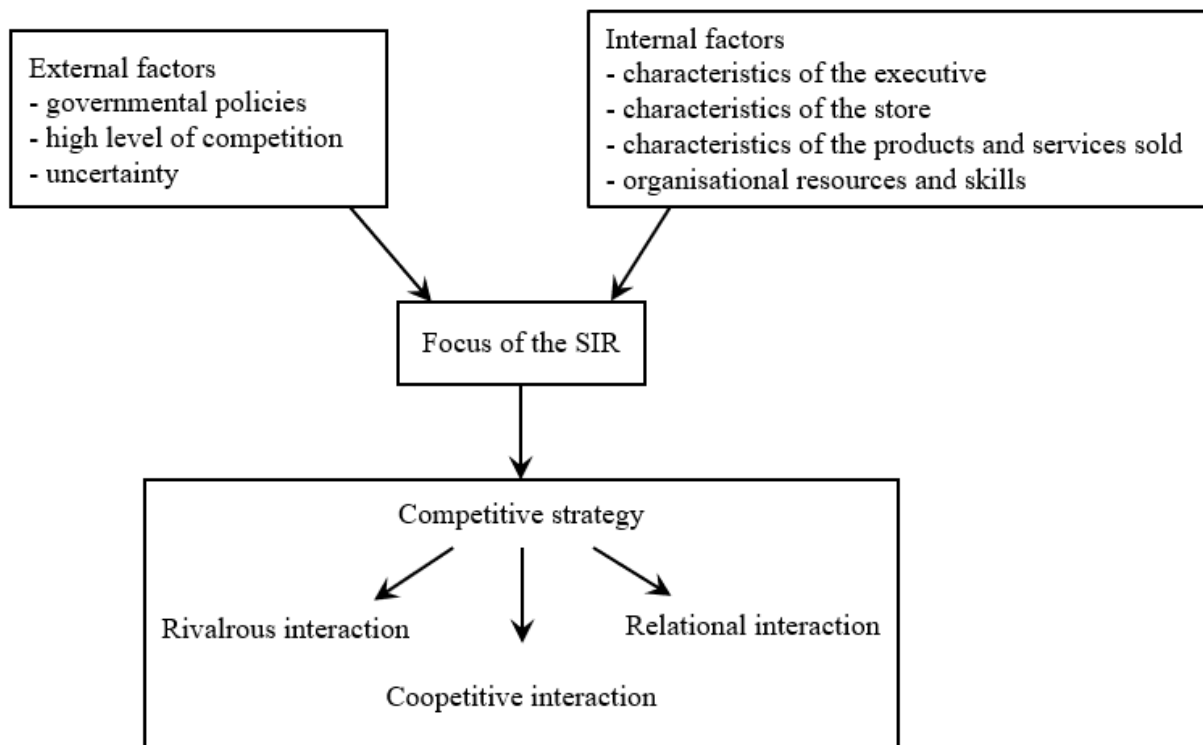 External factors
- governmental policies
- high level of competition
- uncertainty
Internal factors
- characteristics of the executive
- characteristics of the store
- characteristics of the products and services sold
- organisational resources and skills
Focus of the SIR
Competitive strategy
Rivalrous interaction
Relational interaction
Coopetitive interaction